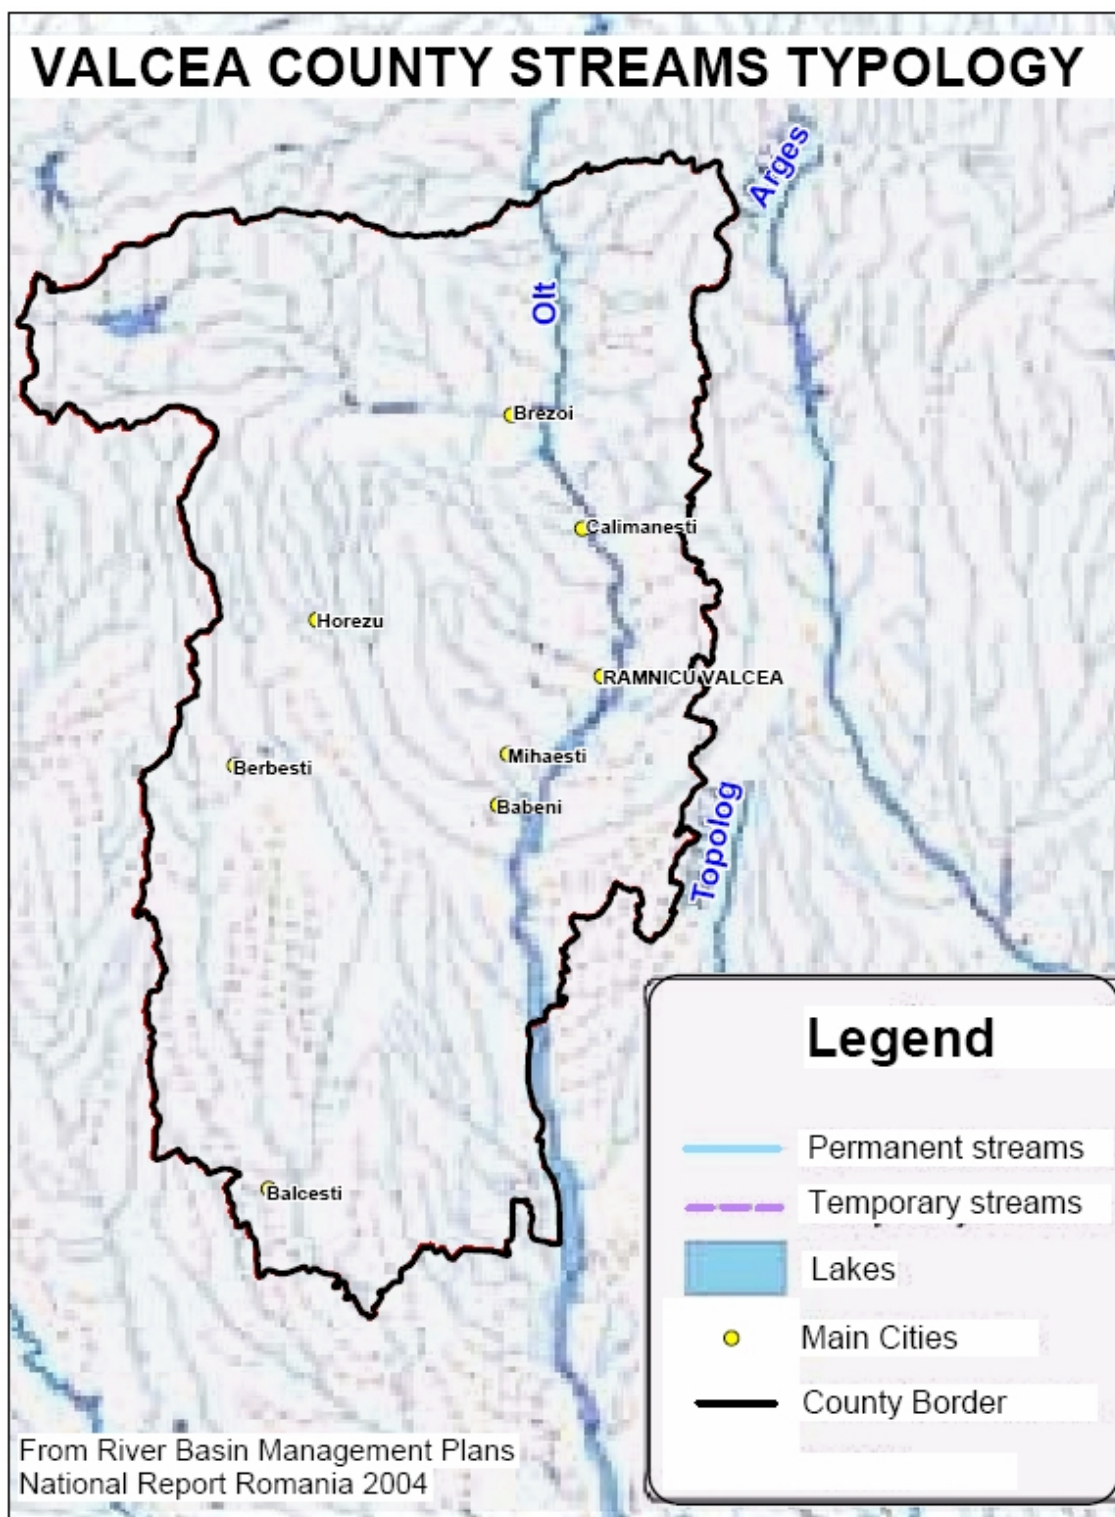 VALCEA COUNTY STREAMS TYPOLOGY
Arges
Olt
Brezoi
Calimanesti
Horezu
RAMNICU VALCEA
Mihaesti
Berbesti
Babeni
Topolog
Balcesti
Legend
Permanent streams
Temporary streams
Lakes
Main Cities
County Border
From River Basin Management Plans
National Report Romania 2004